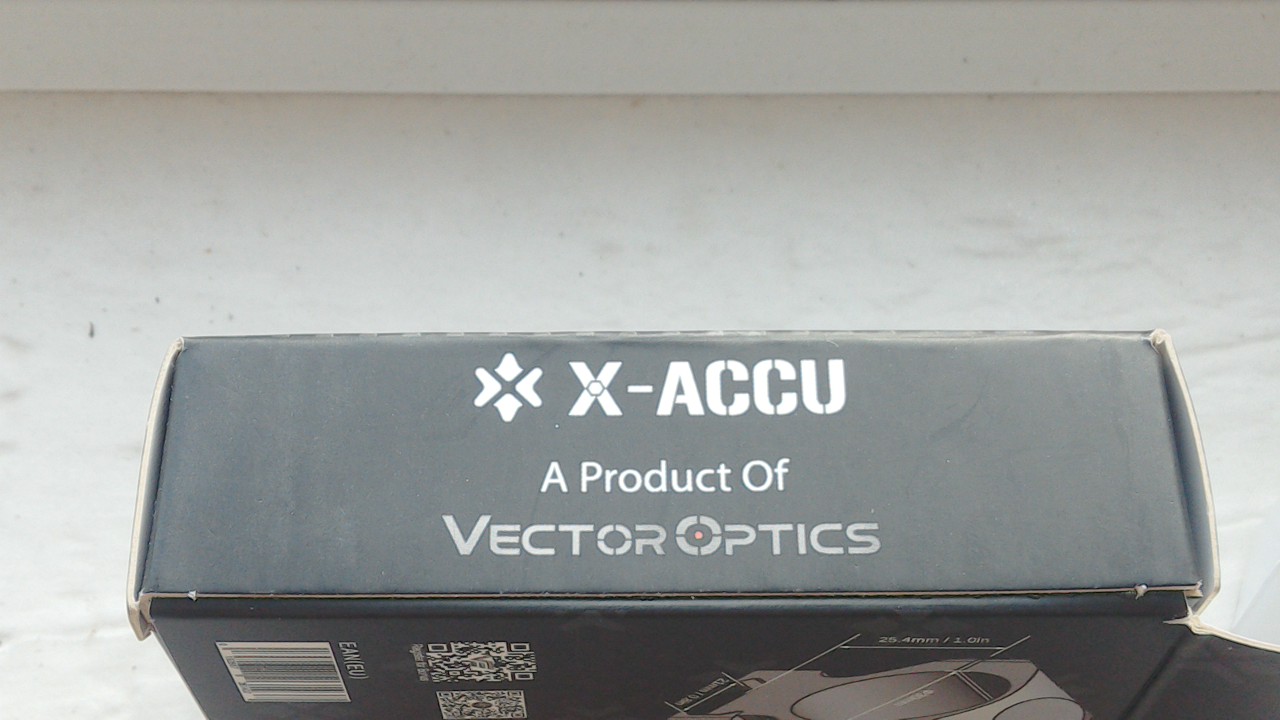 X-ACCU
A Product Of
VECTOR OPTICS
EAN(EU)
25.4mm / 1.0in